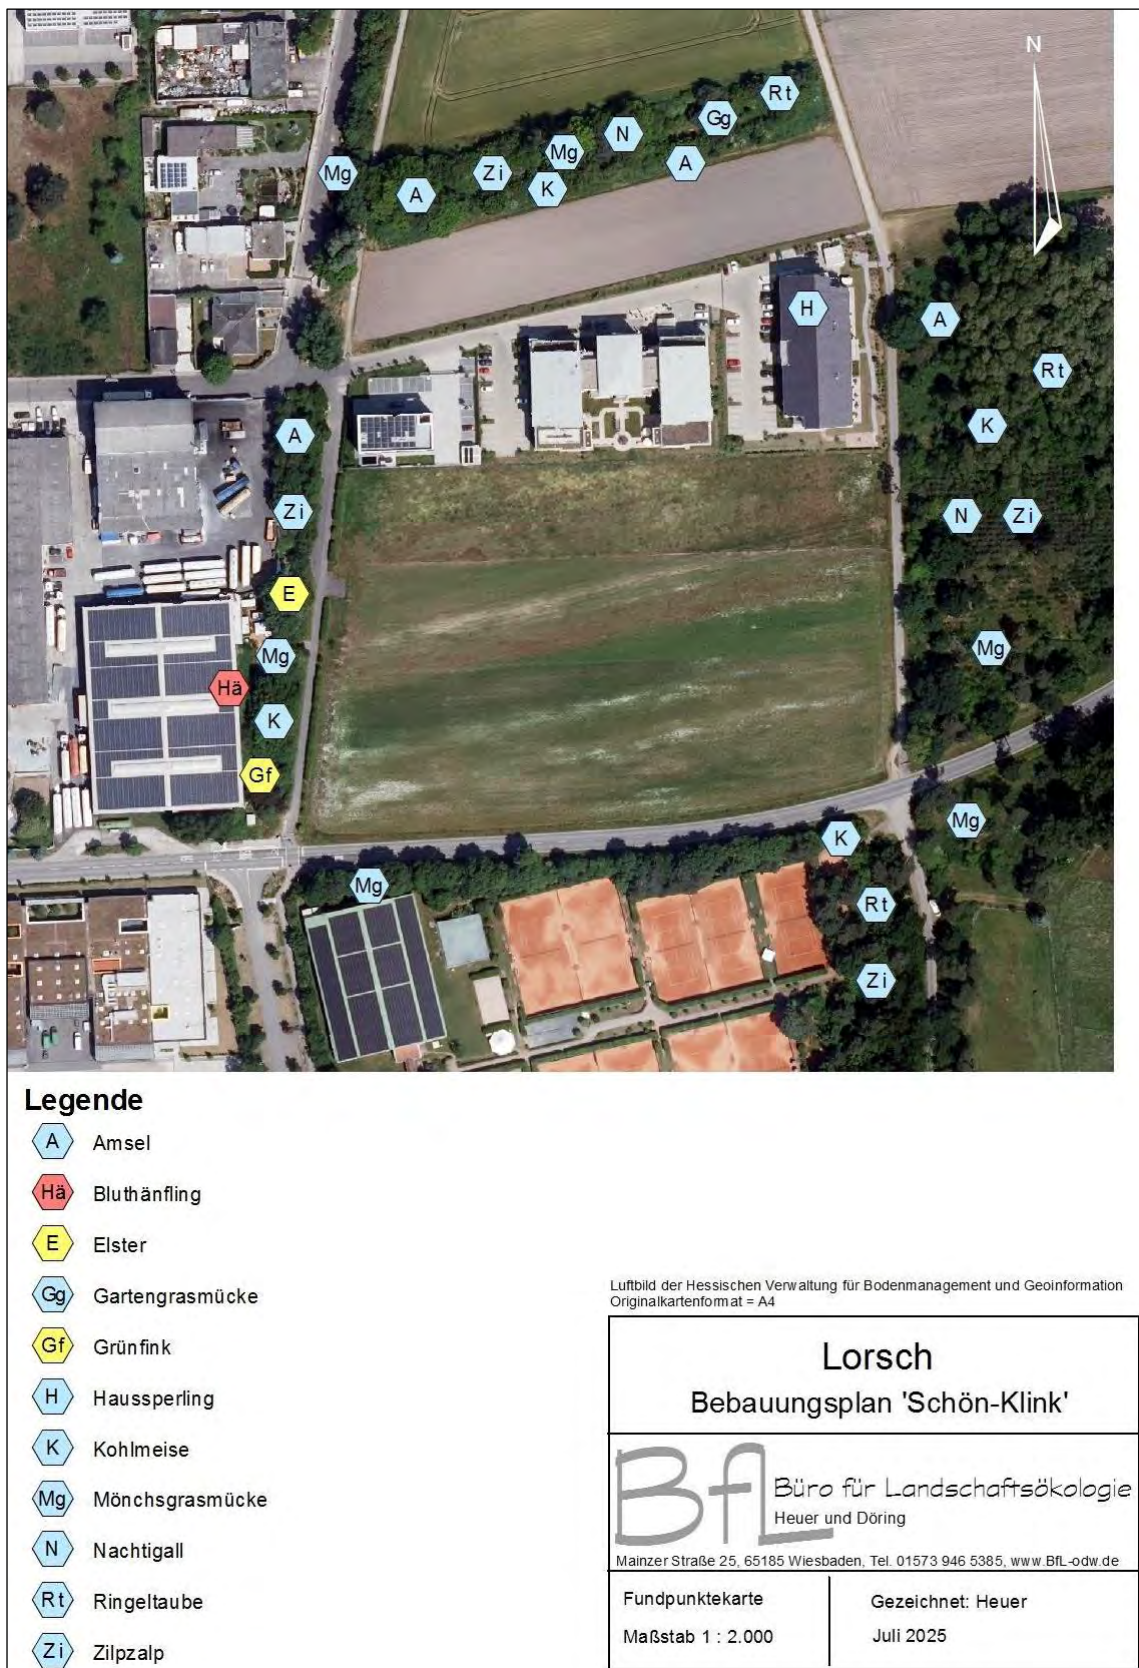 N
Rt
Gg
N
Mg
A
Zi
K
Mg
A
H
A
Rt
K
A
Zi
N
Zi
E
Mg
Mg
Hä
K
Gf
Mg
K
Mg
Rt
Zi
Legende
A Amsel
Hä Bluthänfling
E Elster
Gg Gartengrasmücke
Gf Grünfink
H Haussperling
K Kohlmeise
Mg Mönchsgrasmücke
N Nachtigall
Rt Ringeltaube
Zi Zilpzalp
Luftbild der Hessischen Verwaltung für Bodenmanagement und Geoinformation
Originalkartenformat = A4
Lorsch
Bebauungsplan 'Schön-Klink'
BfL Büro für Landschaftsökologie
Heuer und Döring
Mainzer Straße 25, 65185 Wiesbaden, Tel. 01573 946 5385, www.BfL-odw.de
Fundpunktekarte
Maßstab 1 : 2.000
Gezeichnet: Heuer
Juli 2025